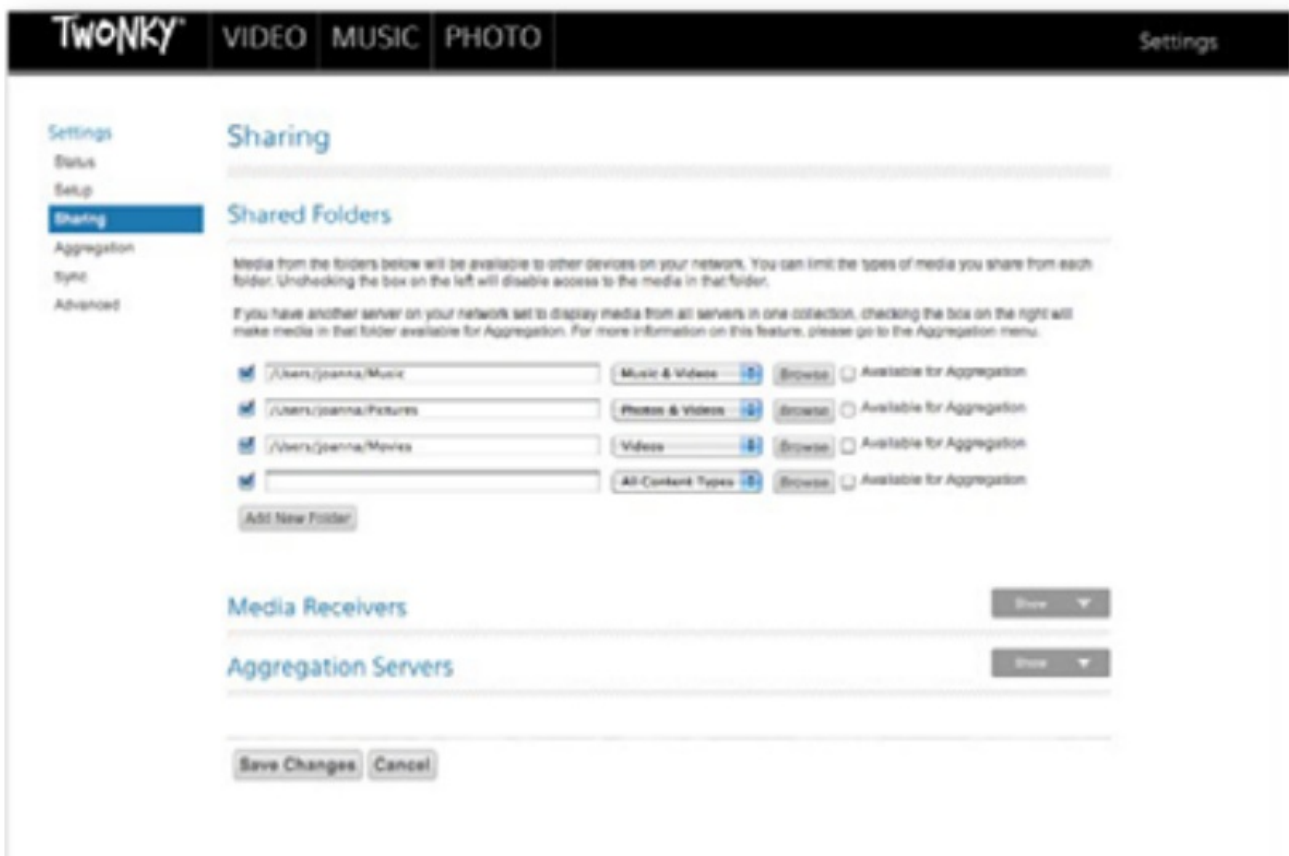 TWONKY™ VIDEO MUSIC PHOTO Settings
Settings
Status
Setup
Sharing
Aggregation
Sync
Advanced
Sharing
Shared Folders
Media from the folders below will be available to other devices on your network. You can limit the types of media you share from each
folder. Unchecking the box on the left will disable access to the media in that folder.
If you have another server on your network set to display media from all servers in one collection, checking the box on the right will
make media in that folder available for Aggregation. For more information on this feature, please go to the Aggregation menu.
/Users/joanna/Music Music & Videos Browse Available for Aggregation
/Users/joanna/Pictures Photos & Videos Browse Available for Aggregation
/Users/joanna/Movies Videos Browse Available for Aggregation
All Content Types Browse Available for Aggregation
Add New Folder
Media Receivers Show
Aggregation Servers Show
Save Changes Cancel